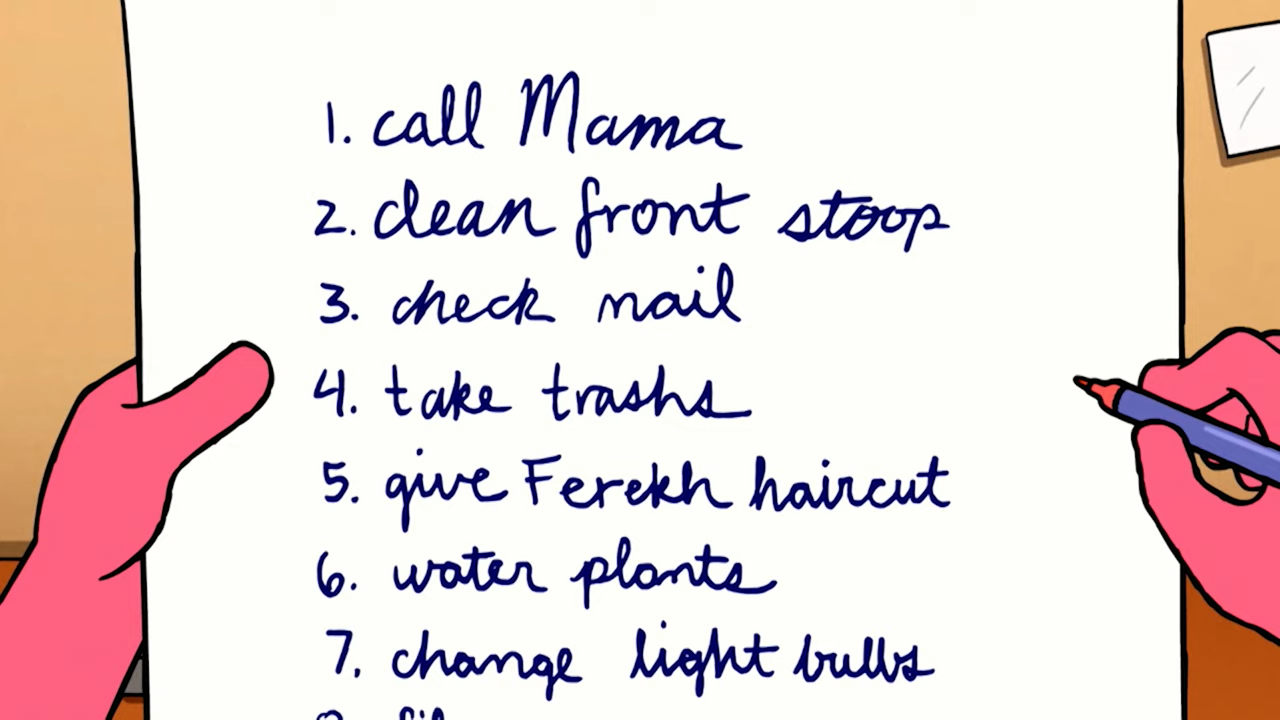 1. call Mama
2. clean front stoop
3. check mail
4. take trashs
5. give Ferekh haircut
6. water plants
7. change light bulbs